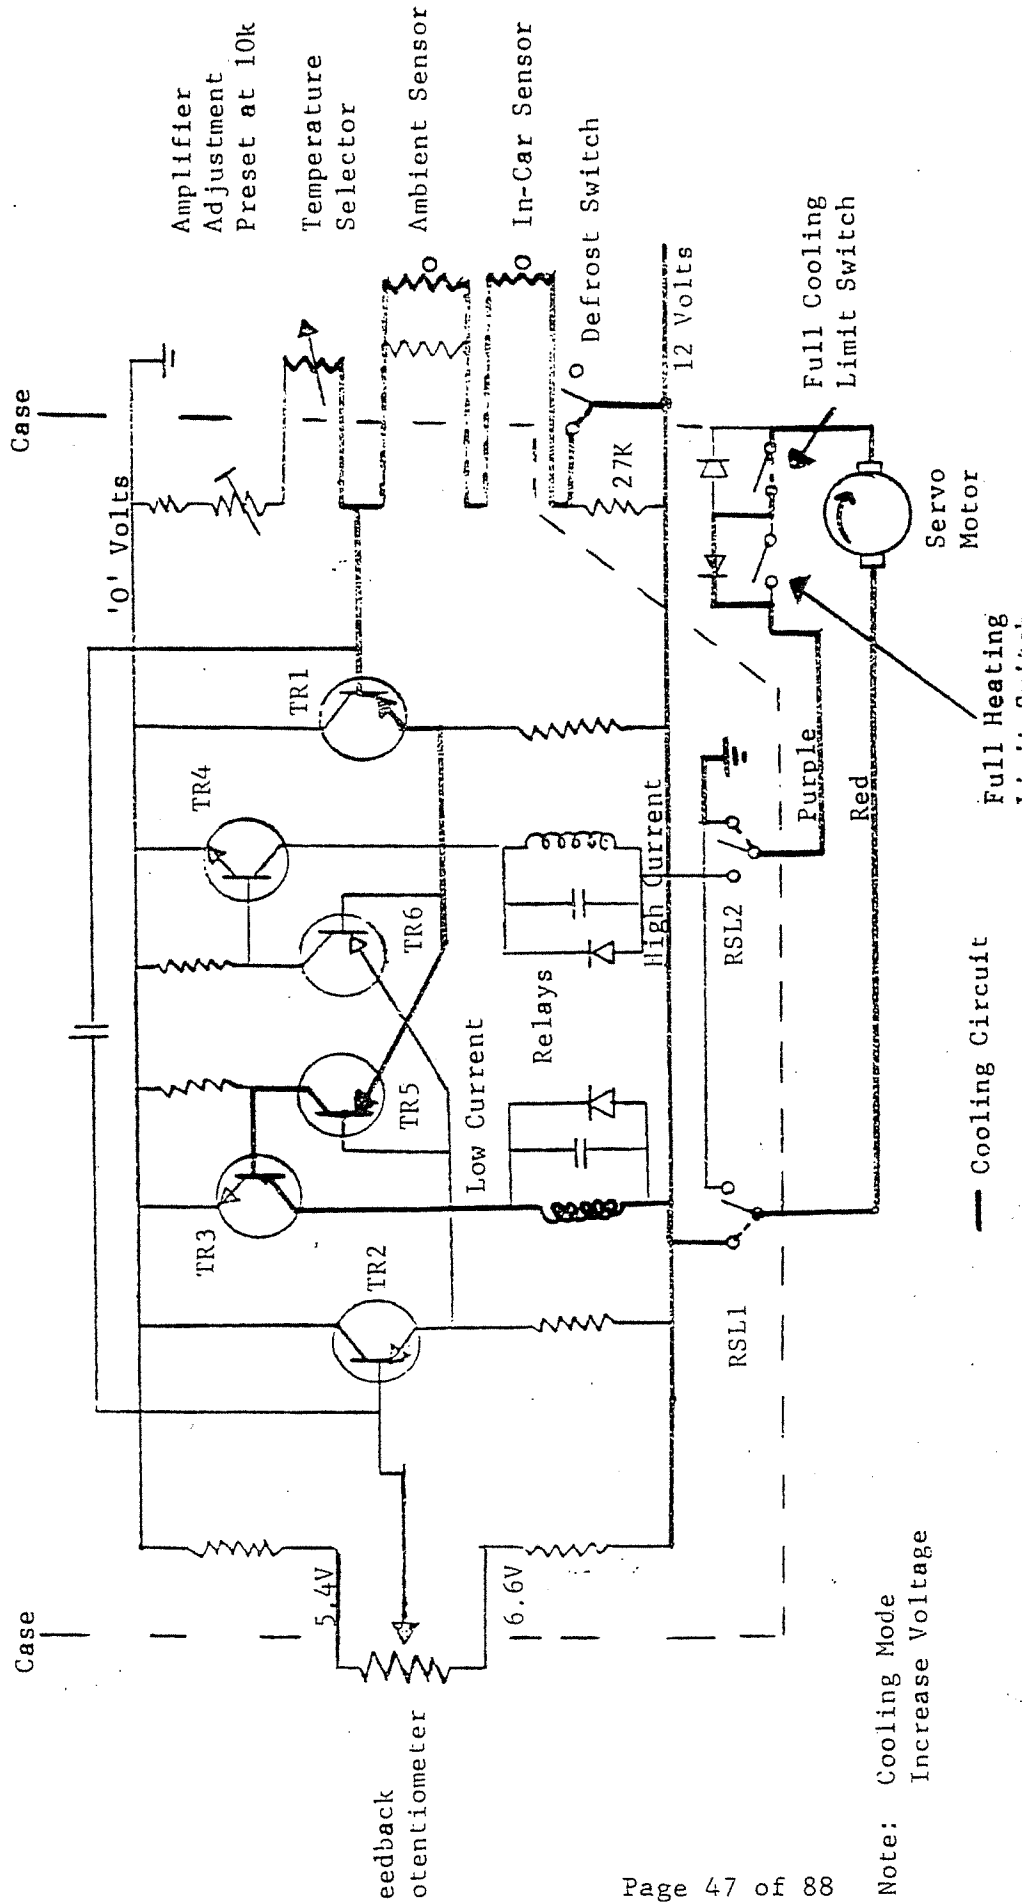 Case
Case
'O' Volts
Amplifier
Adjustment
Preset at 10k
Temperature
Selector
Ambient Sensor
In-Car Sensor
Defrost Switch
12 Volts
27K
Full Cooling
Limit Switch
Servo
Motor
Full Heating
Purple
Red
TR1
TR4
TR6
TR5
TR3
TR2
Low Current
High Current
Relays
RSL2
RSL1
5.4V
6.6V
eedback
otentiometer
Cooling Circuit
Note: Cooling Mode
Increase Voltage
Page 47 of 88